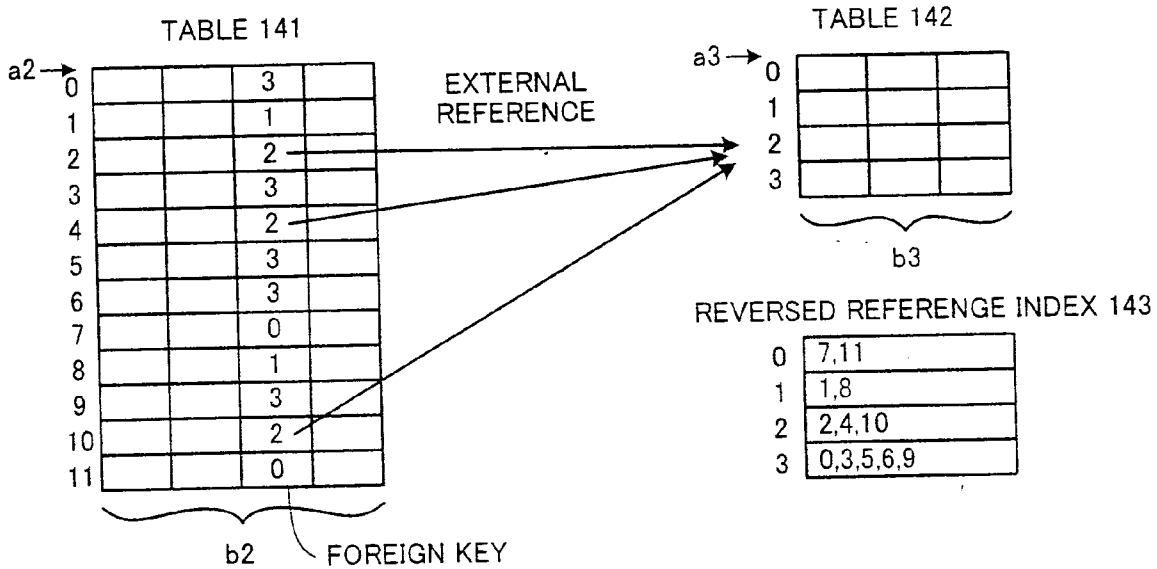 TABLE 141
a2
0 3
1 1
2 2
3 3
4 2
5 3
6 3
7 0
8 1
9 3
10 2
11 0
b2
FOREIGN KEY
EXTERNAL
REFERENCE
TABLE 142
a3
0
1
2
3
b3
REVERSED REFERENGE INDEX 143
0 7,11
1 1,8
2 2,4,10
3 0,3,5,6,9